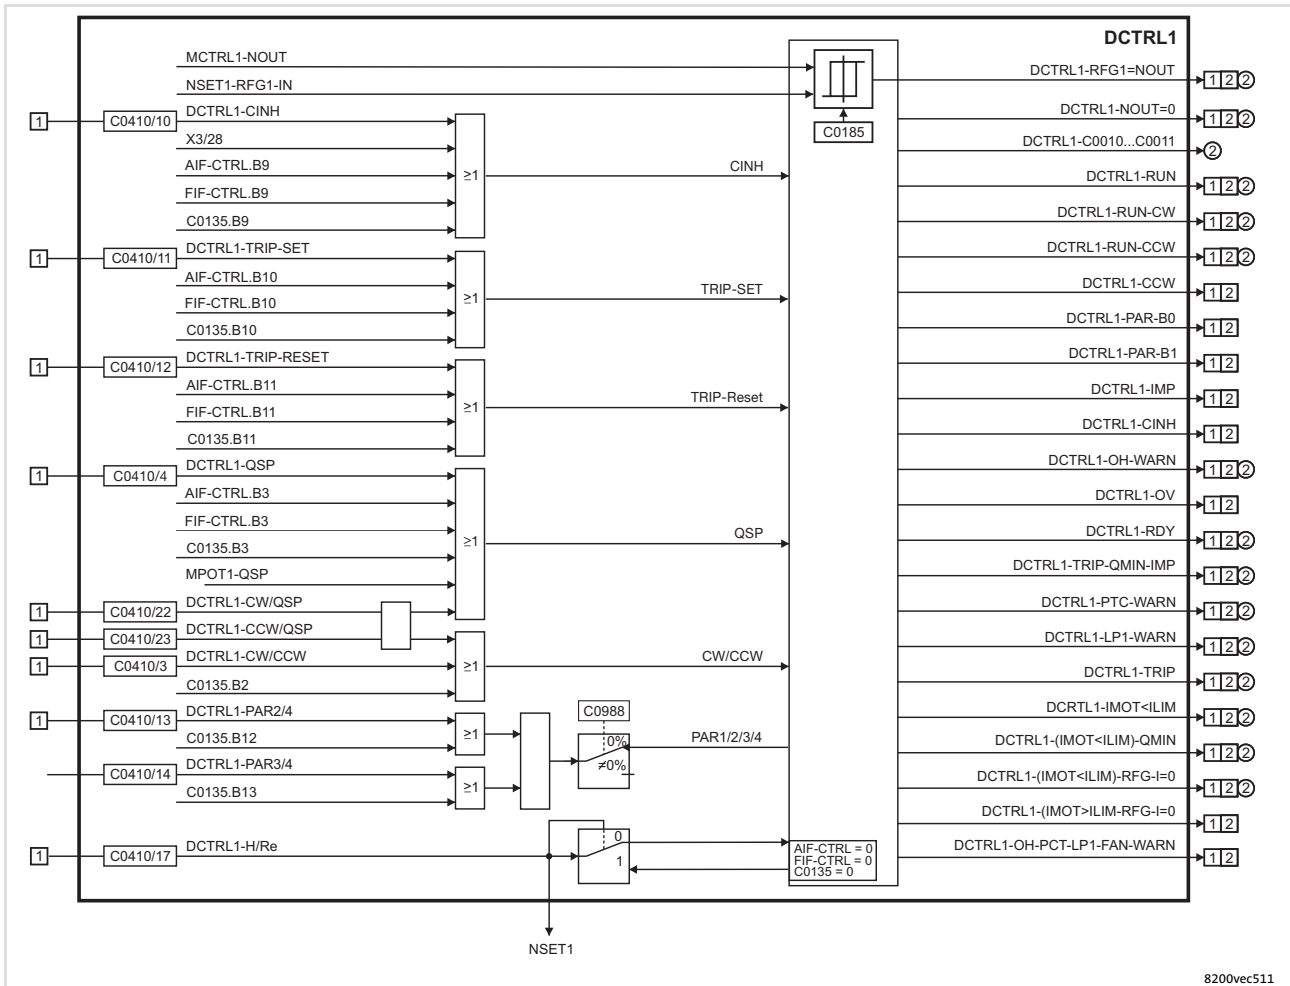 DCTRL1
MCTRL1-NOUT
NSET1-RFG1-IN
C0185
1 C0410/10 DCTRL1-CINH
X3/28
AIF-CTRL.B9
FIF-CTRL.B9
C0135.B9
≥1
CINH
1 C0410/11 DCTRL1-TRIP-SET
AIF-CTRL.B10
FIF-CTRL.B10
C0135.B10
≥1
TRIP-SET
1 C0410/12 DCTRL1-TRIP-RESET
AIF-CTRL.B11
FIF-CTRL.B11
C0135.B11
≥1
TRIP-Reset
1 C0410/4 DCTRL1-QSP
AIF-CTRL.B3
FIF-CTRL.B3
C0135.B3
MPOT1-QSP
≥1
QSP
1 C0410/22 DCTRL1-CW/QSP
1 C0410/23 DCTRL1-CCW/QSP
1 C0410/3 DCTRL1-CW/CCW
C0135.B2
≥1
CW/CCW
1 C0410/13 DCTRL1-PAR2/4
C0135.B12
≥1
C0410/14 DCTRL1-PAR3/4
C0135.B13
≥1
C0988
0%
≠0%
PAR1/2/3/4
1 C0410/17 DCTRL1-H/Re
0
1
AIF-CTRL = 0
FIF-CTRL = 0
C0135 = 0
NSET1
DCTRL1-RFG1=NOUT 1 2 2
DCTRL1-NOUT=0 1 2 2
DCTRL1-C0010...C0011 2
DCTRL1-RUN 1 2 2
DCTRL1-RUN-CW 1 2 2
DCTRL1-RUN-CCW 1 2 2
DCTRL1-CCW 1 2
DCTRL1-PAR-B0 1 2
DCTRL1-PAR-B1 1 2
DCTRL1-IMP 1 2
DCTRL1-CINH 1 2
DCTRL1-OH-WARN 1 2 2
DCTRL1-OV 1 2
DCTRL1-RDY 1 2 2
DCTRL1-TRIP-QMIN-IMP 1 2 2
DCTRL1-PTC-WARN 1 2 2
DCTRL1-LP1-WARN 1 2 2
DCTRL1-TRIP 1 2 2
DCRTL1-IMOT<ILIM 1 2 2
DCTRL1-(IMOT<ILIM)-QMIN 1 2 2
DCTRL1-(IMOT<ILIM)-RFG-I=0 1 2 2
DCTRL1-(IMOT>ILIM-RFG-I=0 1 2
DCTRL1-OH-PCT-LP1-FAN-WARN 1 2
8200vec511